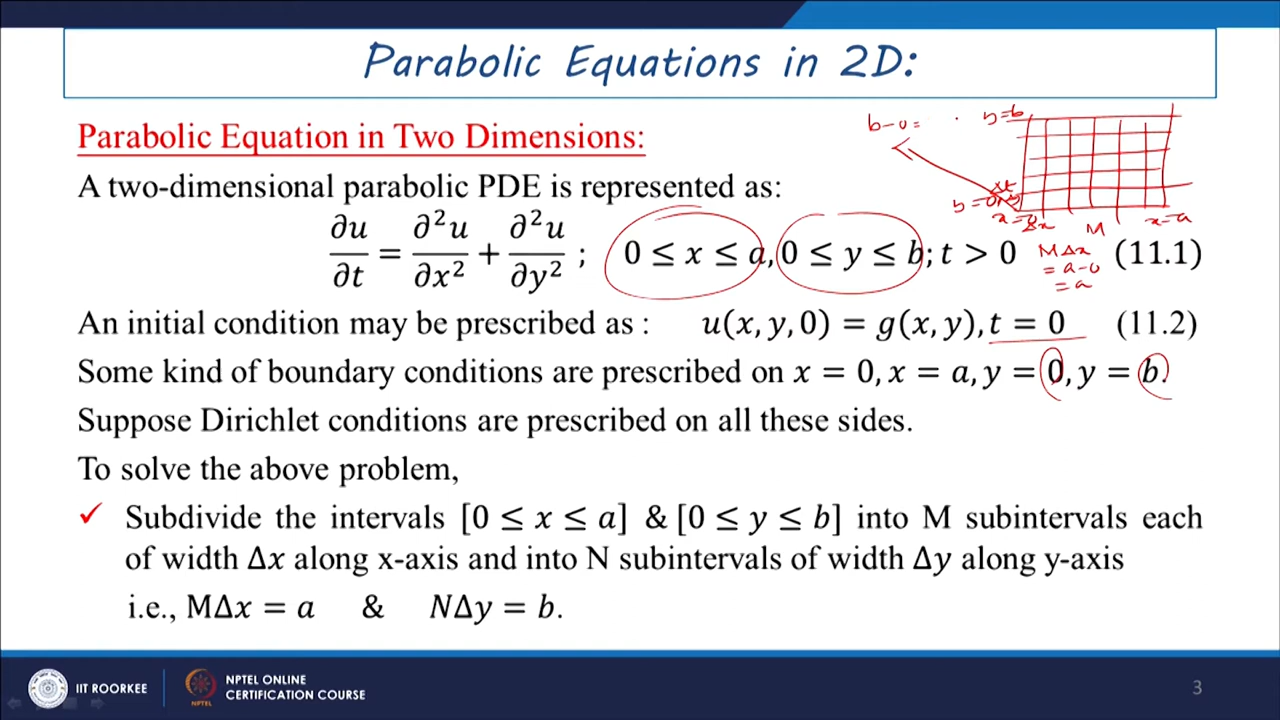 Parabolic Equations in 2D:
Parabolic Equation in Two Dimensions:
A two-dimensional parabolic PDE is represented as:
∂u/∂t = ∂²u/∂x² + ∂²u/∂y² ; 0 ≤ x ≤ a, 0 ≤ y ≤ b; t > 0 (11.1)
b-0=
y=b
x=a
M
MΔx
= a-0
= a
An initial condition may be prescribed as : u(x, y, 0) = g(x, y), t = 0 (11.2)
Some kind of boundary conditions are prescribed on x = 0, x = a, y = 0, y = b.
Suppose Dirichlet conditions are prescribed on all these sides.
To solve the above problem,
✓ Subdivide the intervals [0 ≤ x ≤ a] & [0 ≤ y ≤ b] into M subintervals each
of width Δx along x-axis and into N subintervals of width Δy along y-axis
i.e., MΔx = a & NΔy = b.
IIT ROORKEE
NPTEL
NPTEL ONLINE
CERTIFICATION COURSE
3